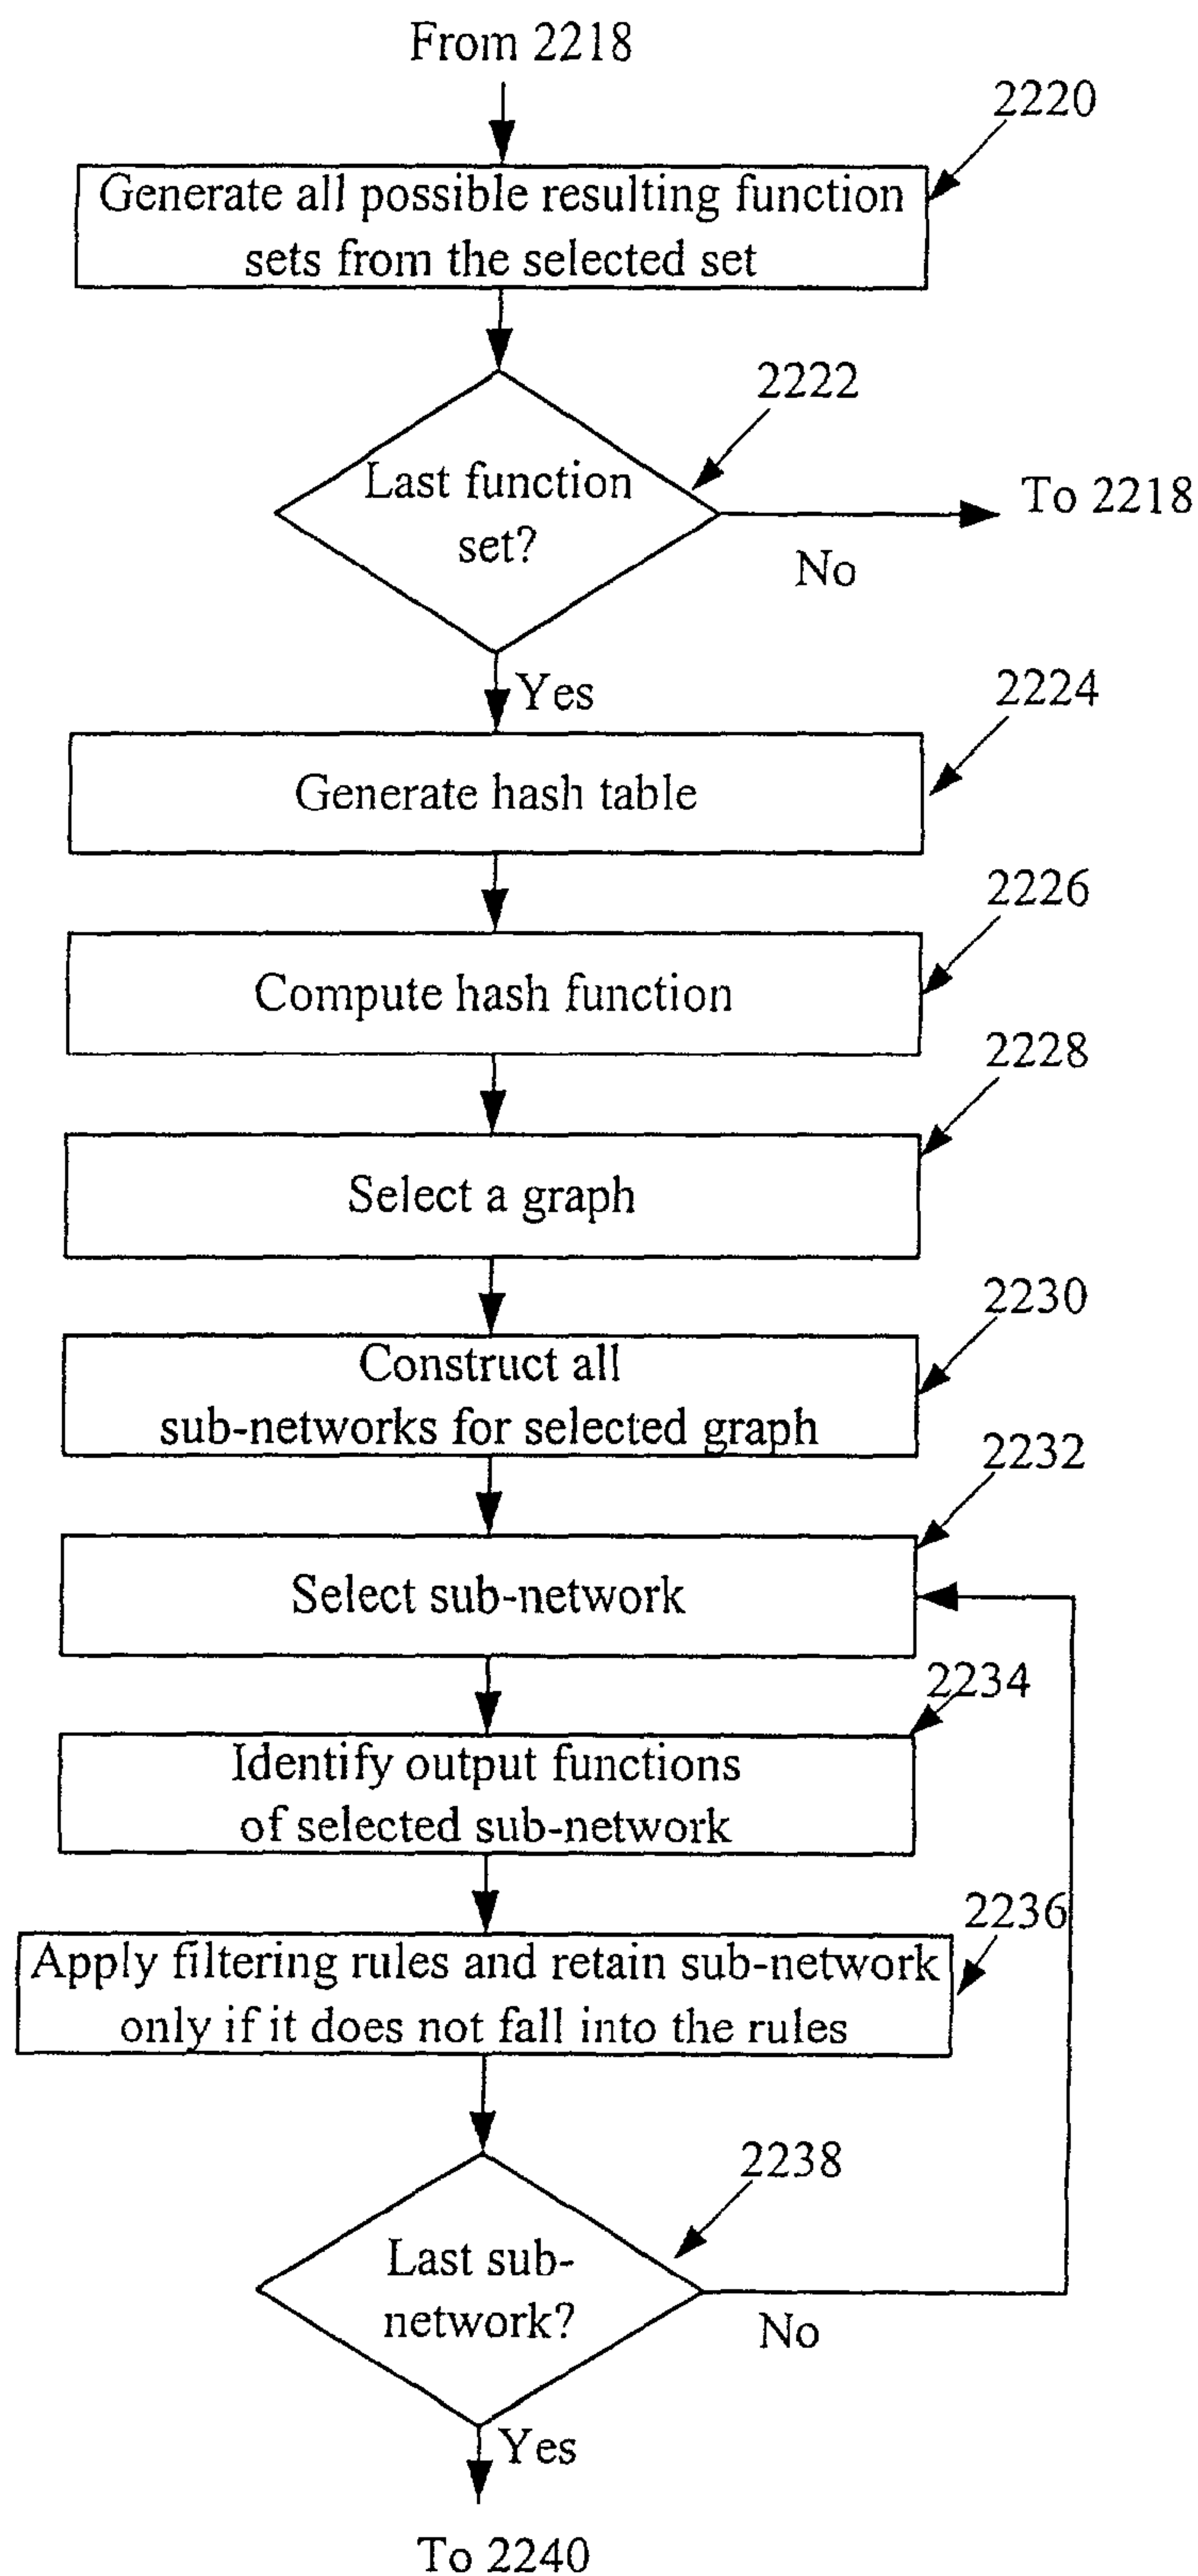 From 2218
2220
Generate all possible resulting function
sets from the selected set
2222
Last function
set?
To 2218
No
Yes
2224
Generate hash table
2226
Compute hash function
2228
Select a graph
2230
Construct all
sub-networks for selected graph
2232
Select sub-network
2234
Identify output functions
of selected sub-network
2236
Apply filtering rules and retain sub-network
only if it does not fall into the rules
2238
Last sub-
network?
No
Yes
To 2240